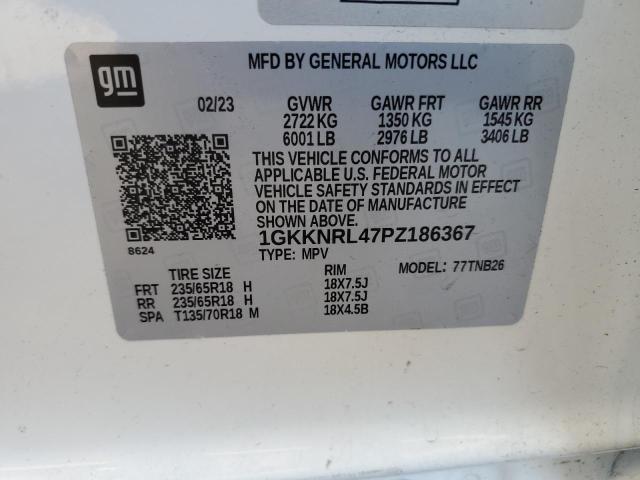 gm
MFD BY GENERAL MOTORS LLC
02/23 GVWR GAWR FRT GAWR RR
2722 KG 1350 KG 1545 KG
6001 LB 2976 LB 3406 LB
THIS VEHICLE CONFORMS TO ALL
APPLICABLE U.S. FEDERAL MOTOR
VEHICLE SAFETY STANDARDS IN EFFECT
ON THE DATE OF MANUFACTURE
SHOWN ABOVE.
8624
1GKKNRL47PZ186367
TYPE: MPV MODEL: 77TNB26
TIRE SIZE RIM
FRT 235/65R18 H 18X7.5J
RR 235/65R18 H 18X7.5J
SPA T135/70R18 M 18X4.5B